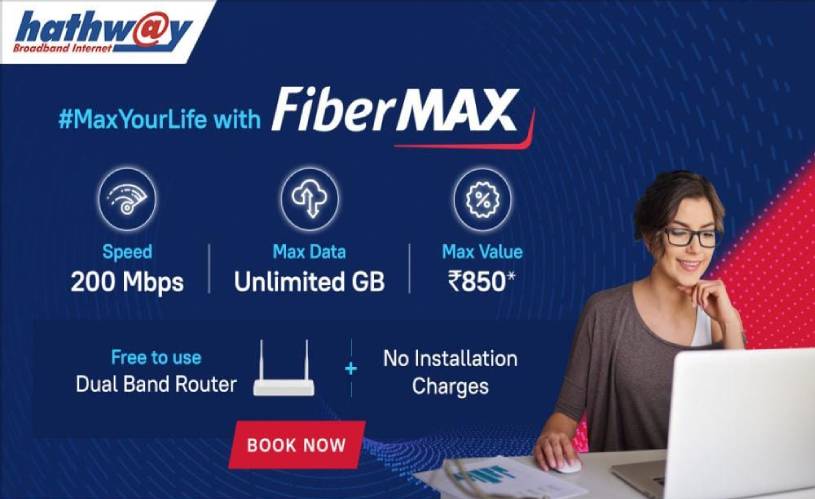 hathw@y
Broadband Internet
#MaxYourLife with FiberMAX
Speed
200 Mbps
Max Data
Unlimited GB
Max Value
₹850*
Free to use
Dual Band Router
+
No Installation
Charges
BOOK NOW